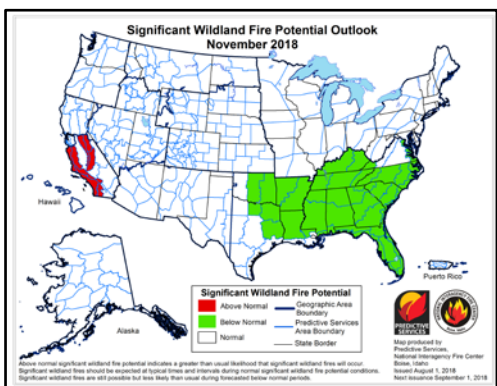 Significant Wildland Fire Potential Outlook
November 2018
Hawaii
Alaska
Puerto Rico
Significant Wildland Fire Potential
Above Normal
Below Normal
Normal
Geographic Area
Boundary
Predictive Services
Area Boundary
State Border
PREDICTIVE
SERVICES
Map produced by
Predictive Services,
National Interagency Fire Center
Boise, Idaho
Issued August 1, 2018
Next issuance September 1, 2018
Above normal significant wildland fire potential indicates a greater than usual likelihood that significant wildland fires will occur.
Significant wildland fires should be expected at typical times and intervals during normal significant wildland fire potential conditions.
Significant wildland fires are still possible but less likely than usual during forecasted below normal periods.